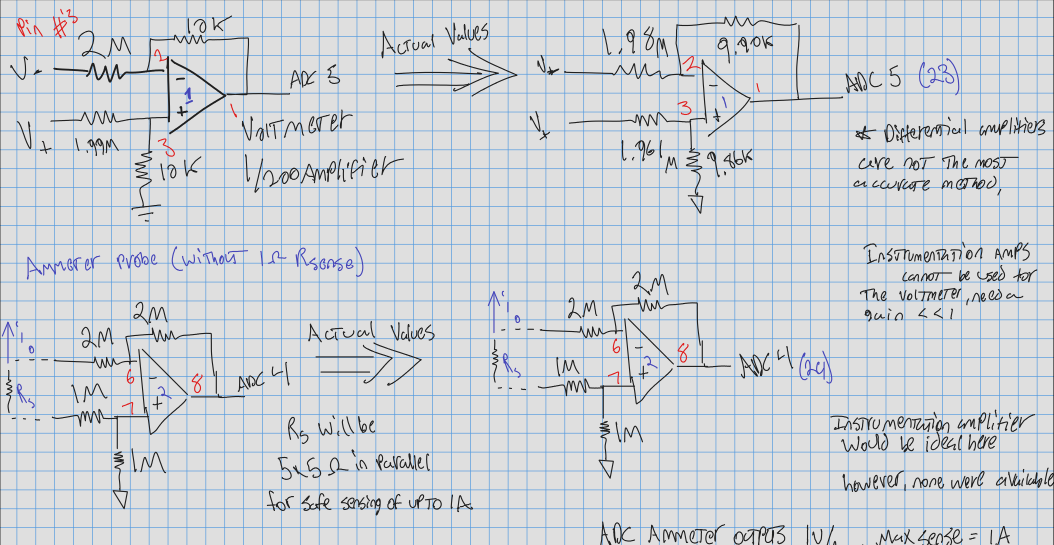 Pin #'s
2M
10K
V-
2
-
1
+
3
1
ADC 5
V+
1.99M
10K
Voltmeter
1/200 Amplifier
Actual Values
1.98M
9.90K
2
-
1
+
3
1
ADC 5 (23)
V+
1.961M
9.86K
* Differential amplifiers
are not the most
accurate method,
Ammeter probe (without 1Ω Rsense)
Instrumentation Amps
cannot be used for
the voltmeter, need a
gain <<1
i0
Rs
2M
2M
6
-
2
+
7
8
ADC 4
1M
1M
Actual Values
Rs will be
5x5Ω in parallel
for safe sensing of up to 1A
i0
Rs
2M
2M
6
-
2
+
7
8
ADC 4 (24)
1M
1M
Instrumentation amplifier
would be ideal here
however, none were available
ADC Ammeter outputs 1V/ Max sense = 1A